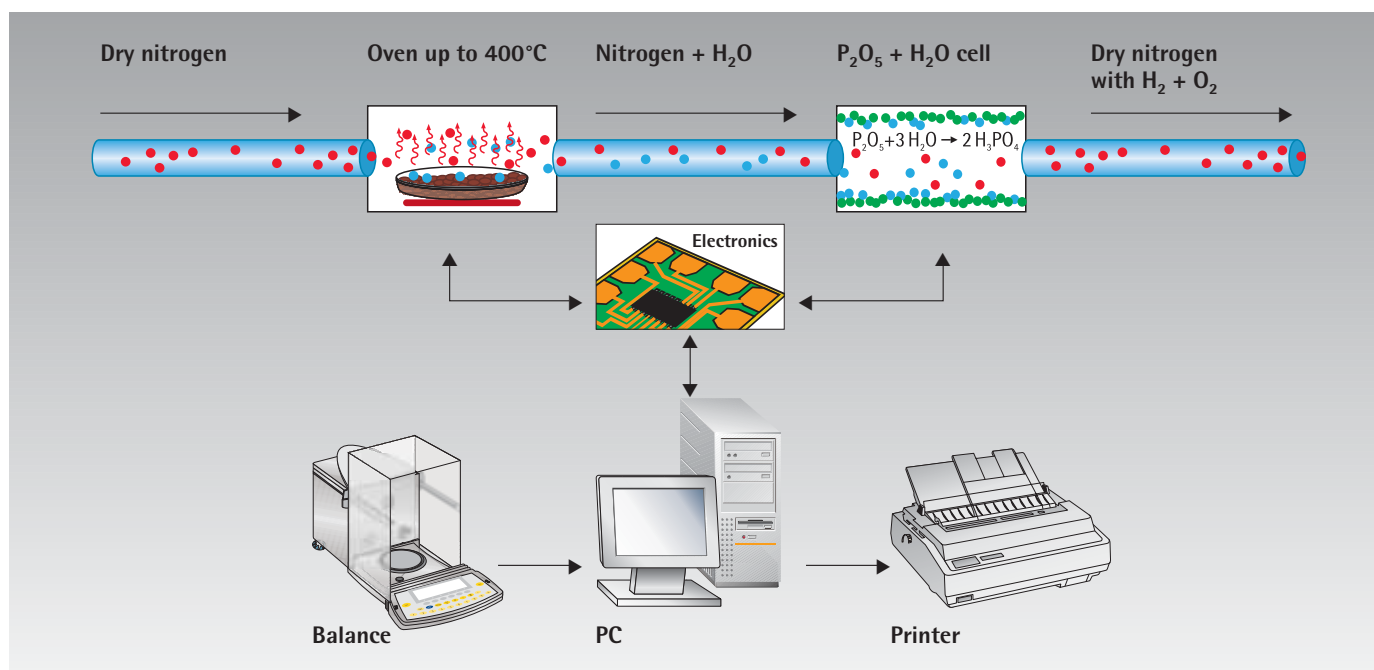 Dry nitrogen
Oven up to 400°C
Nitrogen + H₂O
P₂O₅ + H₂O cell
Dry nitrogen
with H₂ + O₂
P₂O₅+3 H₂O → 2 H₃PO₄
Electronics
Balance
PC
Printer